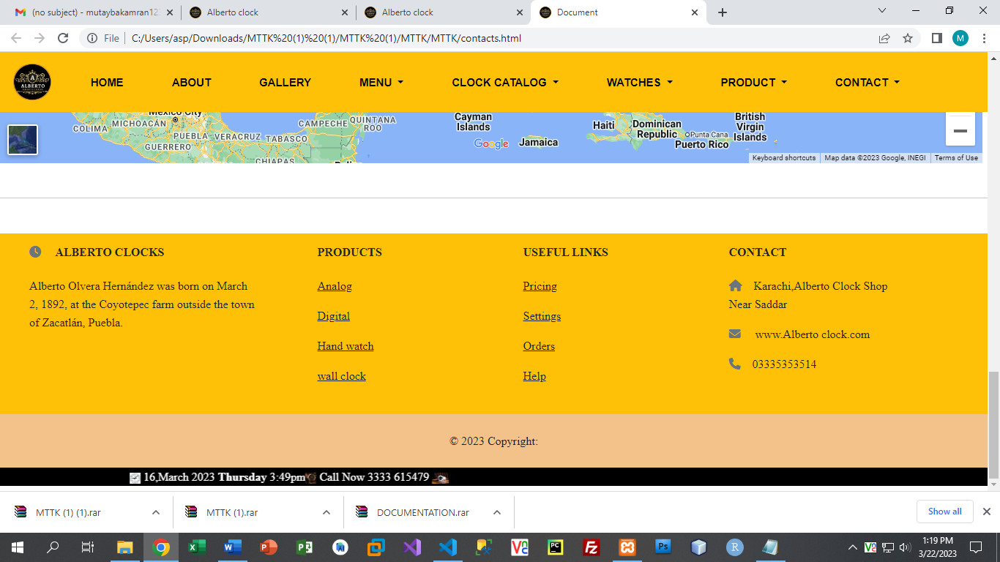 (no subject) - mutaybakamran12
Alberto clock
Alberto clock
Document
File
C:/Users/asp/Downloads/MTTK%20(1)%20(1)/MTTK%20(1)/MTTK/MTTK/contacts.html
M
A
ALBERTO
HOME
ABOUT
GALLERY
MENU
CLOCK CATALOG
WATCHES
PRODUCT
CONTACT
Mexico City
MICHOACÁN
COLIMA
PUEBLA
VERACRUZ
TABASCO
GUERRERO
CHIAPAS
CAMPECHE
QUINTANA
ROO
Cayman
Islands
Google
Jamaica
Haiti
Dominican
Republic
Punta Cana
Puerto Rico
British
Virgin
Islands
Keyboard shortcuts
Map data ©2023 Google, INEGI
Terms of Use
ALBERTO CLOCKS
Alberto Olvera Hernández was born on March
2, 1892, at the Coyotepec farm outside the town
of Zacatlán, Puebla.
PRODUCTS
Analog
Digital
Hand watch
wall clock
USEFUL LINKS
Pricing
Settings
Orders
Help
CONTACT
Karachi,Alberto Clock Shop
Near Saddar
www.Alberto clock.com
03335353514
© 2023 Copyright:
16,March 2023 Thursday 3:49pm Call Now 3333 615479
MTTK (1) (1).rar
MTTK (1).rar
DOCUMENTATION.rar
Show all
1:19 PM
3/22/2023